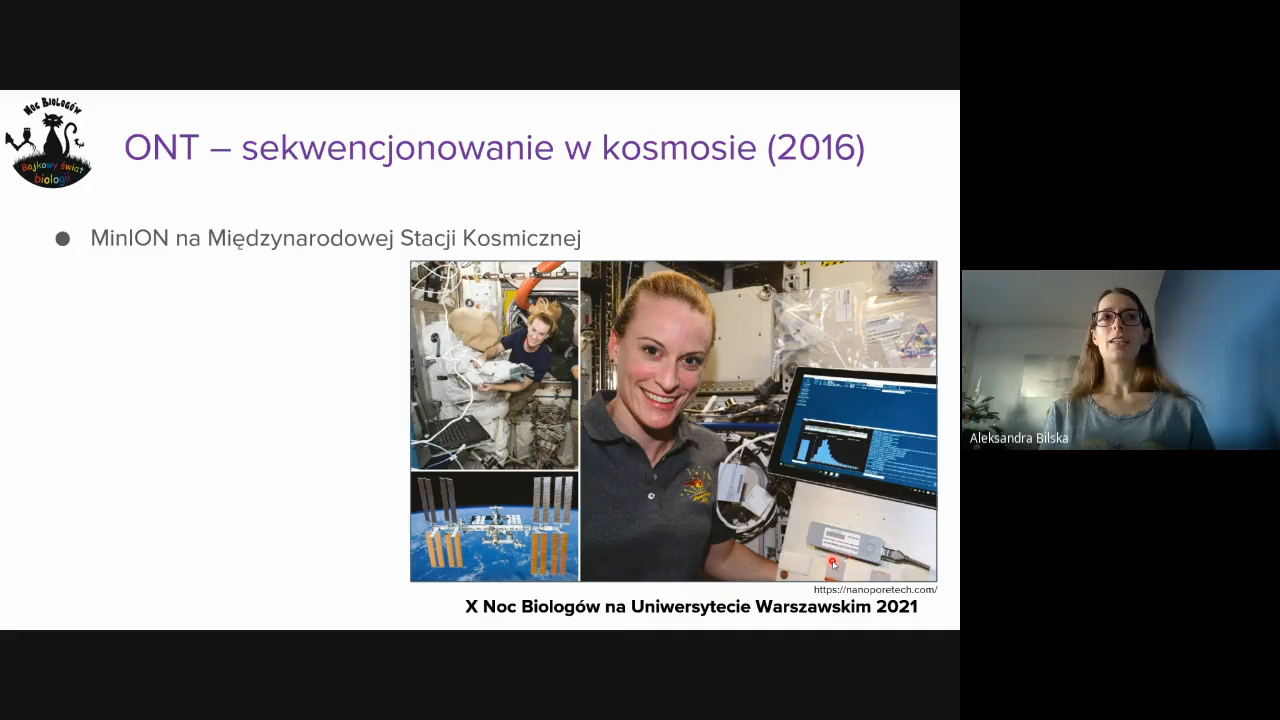 Noc Biologów
Bajkowy świat
biologii
ONT – sekwencjonowanie w kosmosie (2016)
● MinION na Międzynarodowej Stacji Kosmicznej
https://nanoporetech.com/
X Noc Biologów na Uniwersytecie Warszawskim 2021
Aleksandra Bilska